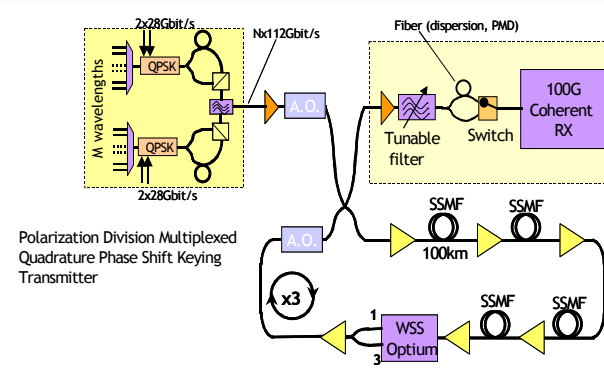 2x28Gbit/s
Nx112Gbit/s
Fiber (dispersion, PMD)
M wavelengths
QPSK
QPSK
2x28Gbit/s
A.O.
Tunable
filter
Switch
100G
Coherent
RX
Polarization Division Multiplexed
Quadrature Phase Shift Keying
Transmitter
A.O.
SSMF
SSMF
100km
x3
1
3
WSS
Optium
SSMF
SSMF